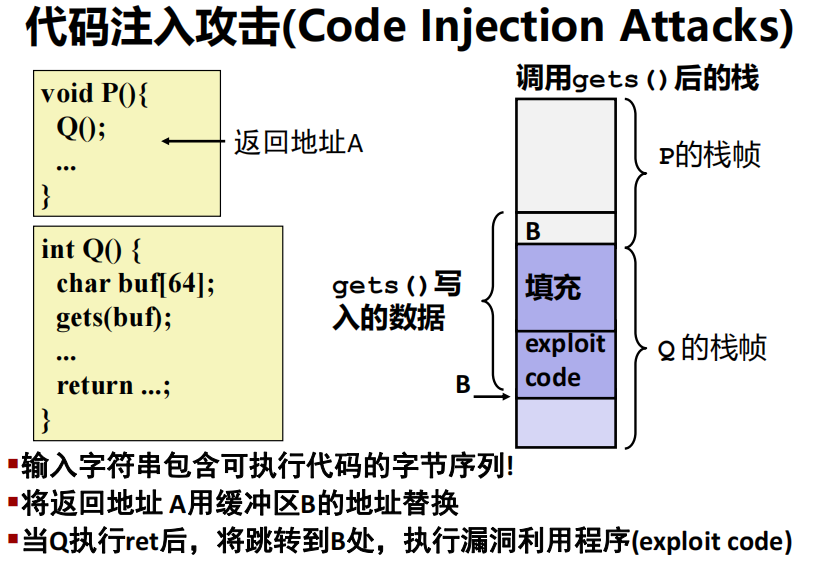 代码注入攻击(Code Injection Attacks)
void P(){
Q();
...
}
返回地址A
int Q() {
char buf[64];
gets(buf);
...
return ...;
}
调用gets()后的栈
P的栈帧
B
gets()写
入的数据
填充
exploit
code
B
Q 的栈帧
▪输入字符串包含可执行代码的字节序列!
▪将返回地址 A用缓冲区B的地址替换
▪当Q执行ret后，将跳转到B处，执行漏洞利用程序(exploit code)